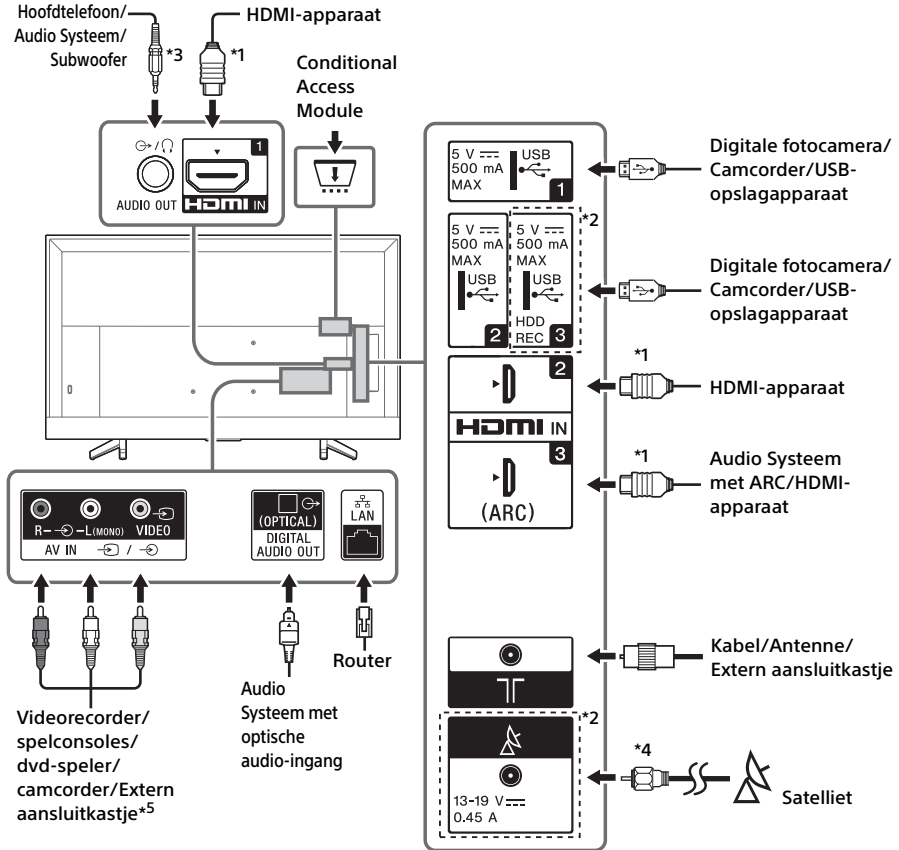 Hoofdtelefoon/
Audio Systeem/
Subwoofer
*3
*1
HDMI-apparaat
Conditional
Access
Module
AUDIO OUT
1
HDMI IN
5 V
500 mA
MAX
USB
1
Digitale fotocamera/
Camcorder/USB-
opslagapparaat
*2
5 V
500 mA
MAX
USB
2
5 V
500 mA
MAX
USB
HDD
REC 3
Digitale fotocamera/
Camcorder/USB-
opslagapparaat
2
*1
HDMI-apparaat
HDMI IN
3
(ARC)
*1
Audio Systeem
met ARC/HDMI-
apparaat
R
L(MONO)
VIDEO
AV IN
/
(OPTICAL)
DIGITAL
AUDIO OUT
LAN
Videorecorder/
spelconsoles/
dvd-speler/
camcorder/Extern
aansluitkastje*5
Audio
Systeem met
optische
audio-ingang
Router
Kabel/Antenne/
Extern aansluitkastje
*2
13-19 V
0.45 A
*4
Satelliet